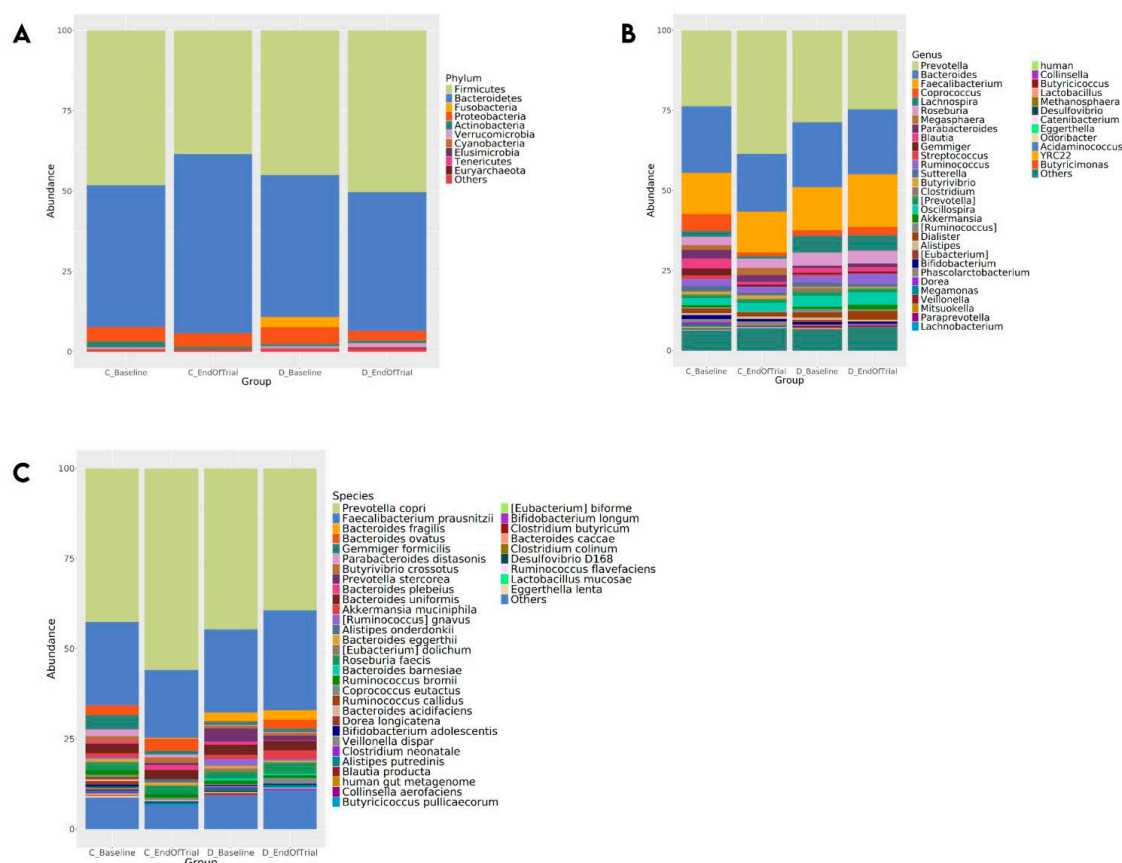 A
100
75
50
25
0
Abundance
C_Baseline
C_EndOfTrial
D_Baseline
D_EndOfTrial
Group
Phylum
Firmicutes
Bacteroidetes
Fusobacteria
Proteobacteria
Actinobacteria
Verrucomicrobia
Cyanobacteria
Elusimicrobia
Tenericutes
Euryarchaeota
Others
B
100
75
50
25
0
Abundance
C_Baseline
C_EndOfTrial
D_Baseline
D_EndOfTrial
Group
Genus
Prevotella
Bacteroides
Faecalibacterium
Coprococcus
Lachnospira
Roseburia
Megasphaera
Parabacteroides
Blautia
Gemmiger
Streptococcus
Ruminococcus
Sutterella
Butyrivibrio
Clostridium
[Prevotella]
Oscillospira
Akkermansia
[Ruminococcus]
Dialister
Alistipes
[Eubacterium]
Bifidobacterium
Phascolarctobacterium
Dorea
Megamonas
Veillonella
Mitsuokella
Paraprevotella
Lachnobacterium
human
Collinsella
Butyricicoccus
Lactobacillus
Methanosphaera
Desulfovibrio
Catenibacterium
Eggerthella
Odoribacter
Acidaminococcus
YRC22
Butyricimonas
Others
C
100
75
50
25
0
Abundance
C_Baseline
C_EndOfTrial
D_Baseline
D_EndOfTrial
Group
Species
Prevotella copri
Faecalibacterium prausnitzii
Bacteroides fragilis
Bacteroides ovatus
Gemmiger formicilis
Parabacteroides distasonis
Butyrivibrio crossotus
Prevotella stercorea
Bacteroides plebeius
Bacteroides uniformis
Akkermansia muciniphila
[Ruminococcus] gnavus
Alistipes onderdonkii
Bacteroides eggerthii
[Eubacterium] dolichum
Roseburia faecis
Bacteroides barnesiae
Ruminococcus bromii
Coprococcus eutactus
Ruminococcus callidus
Bacteroides acidifaciens
Dorea longicatena
Bifidobacterium adolescentis
Veillonella dispar
Clostridium neonatale
Alistipes putredinis
Blautia producta
human gut metagenome
Collinsella aerofaciens
Butyricicoccus pullicaecorum
[Eubacterium] biforme
Bifidobacterium longum
Clostridium butyricum
Bacteroides caccae
Clostridium colinum
Desulfovibrio D168
Ruminococcus flavefaciens
Lactobacillus mucosae
Eggerthella lenta
Others